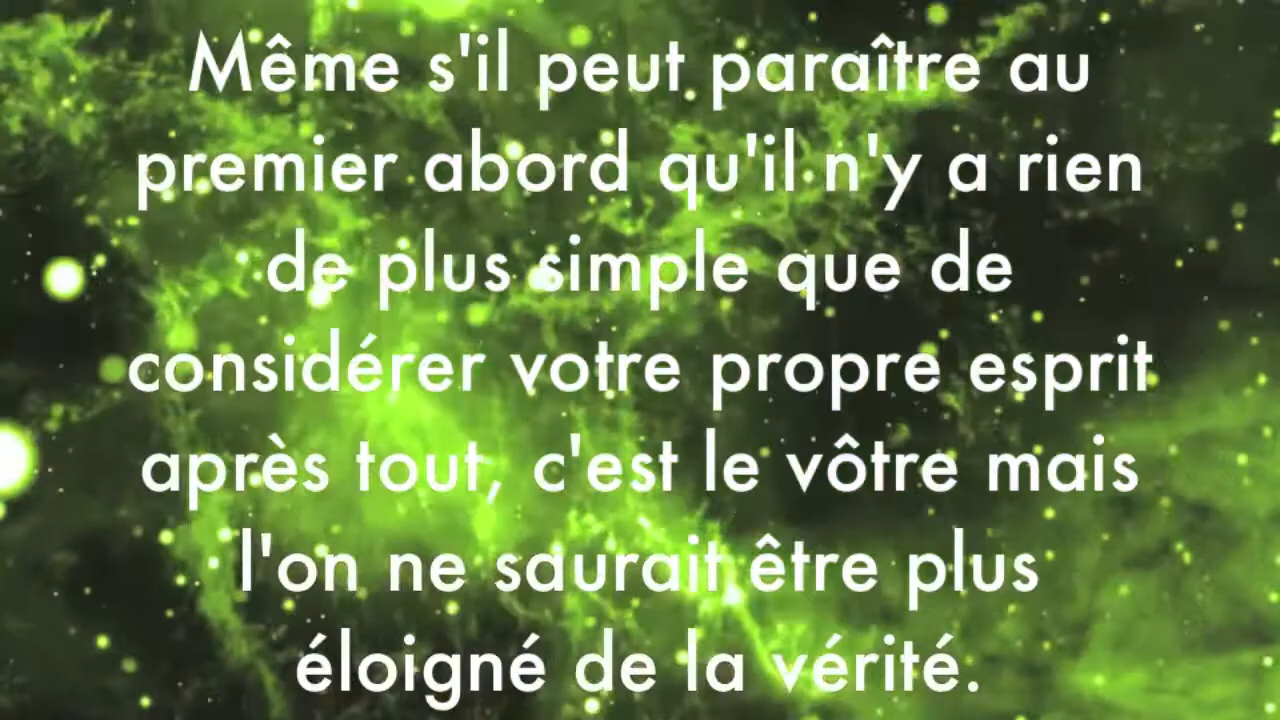 Même s'il peut paraître au
premier abord qu'il n'y a rien
de plus simple que de
considérer votre propre esprit
après tout, c'est le vôtre mais
l'on ne saurait être plus
éloigné de la vérité.